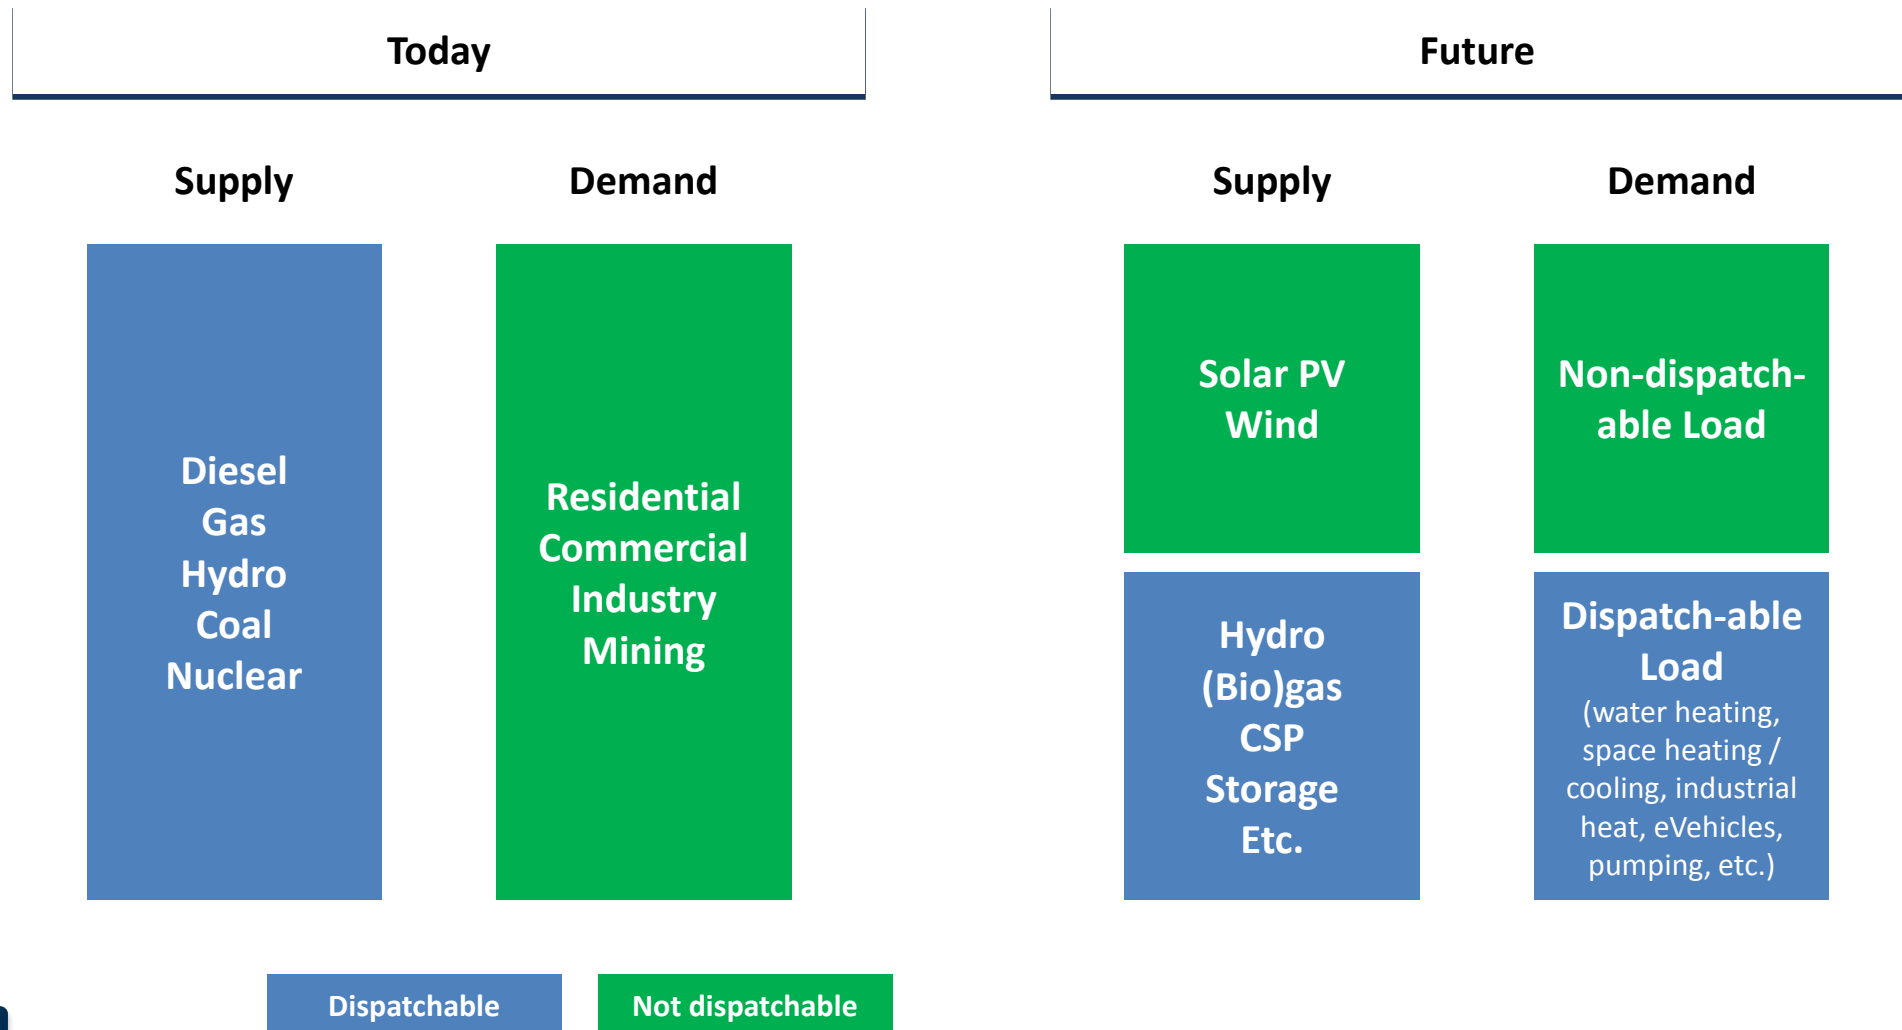 Today
Supply
Demand
Diesel
Gas
Hydro
Coal
Nuclear
Residential
Commercial
Industry
Mining
Future
Supply
Demand
Solar PV
Wind
Non-dispatch-
able Load
Hydro
(Bio)gas
CSP
Storage
Etc.
Dispatch-able
Load
(water heating,
space heating /
cooling, industrial
heat, eVehicles,
pumping, etc.)
Dispatchable
Not dispatchable